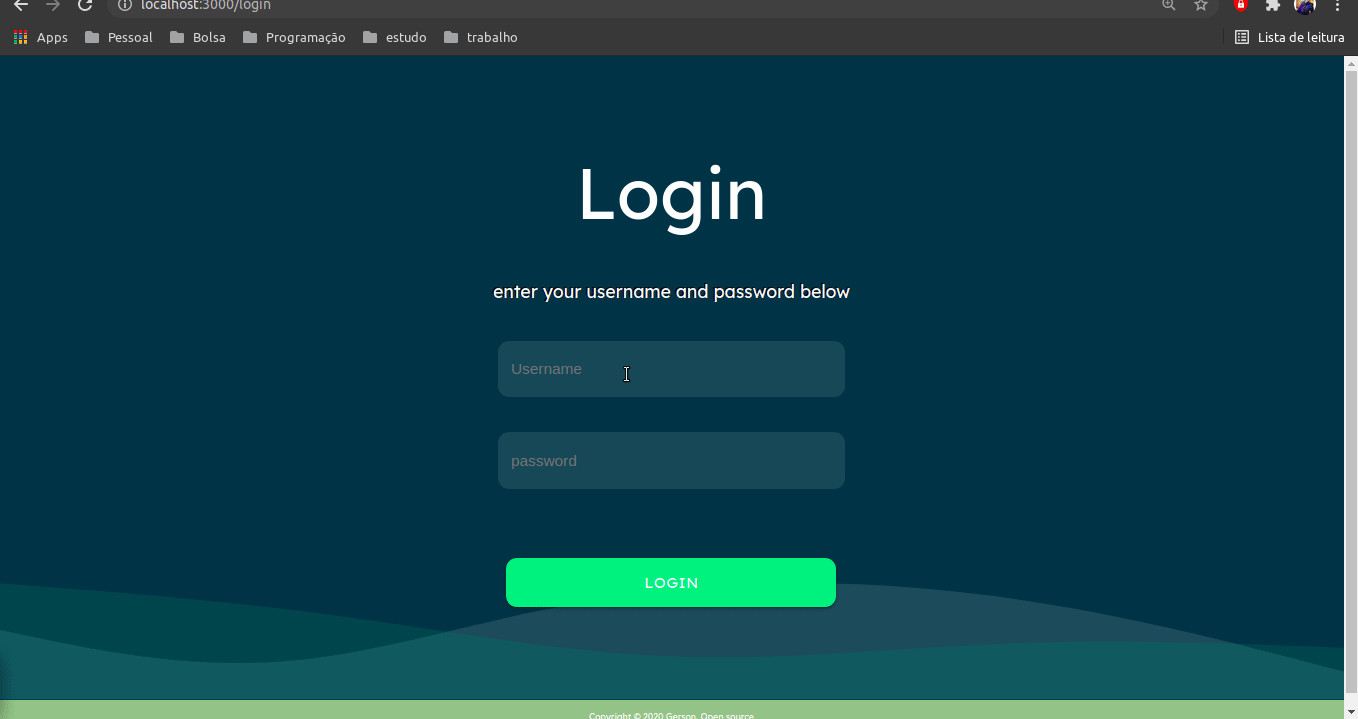 localhost:3000/login
Apps Pessoal Bolsa Programação estudo trabalho Lista de leitura
Login
enter your username and password below
Username
password
LOGIN
Copyright © 2020 Gerson. Open source